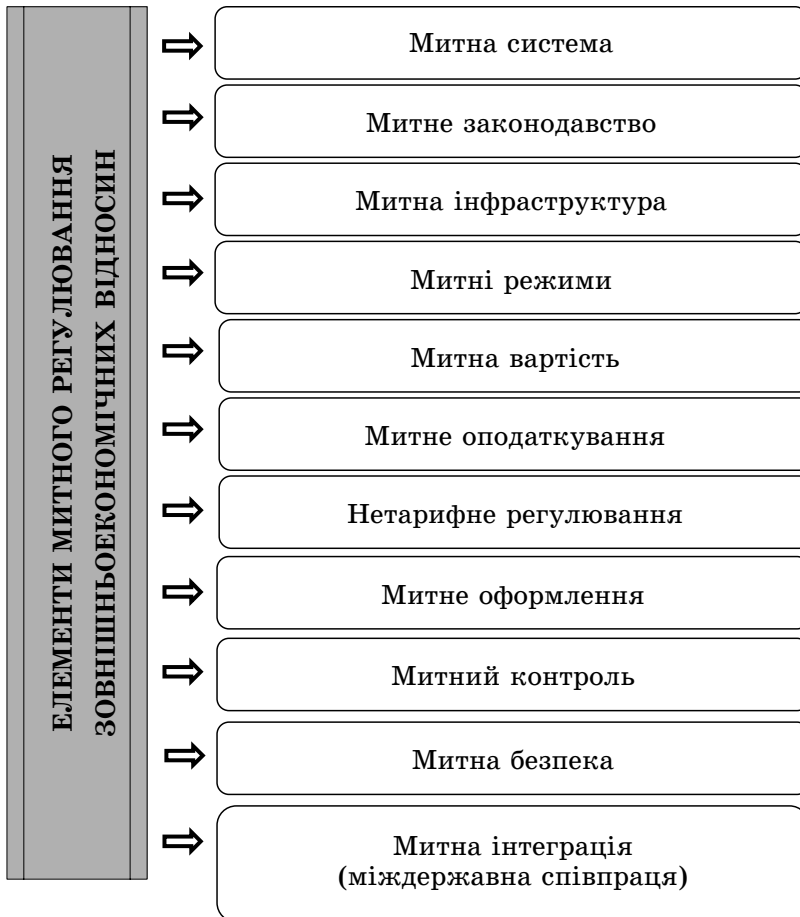 ЕЛЕМЕНТИ МИТНОГО РЕГУЛЮВАННЯ
ЗОВНІШНЬОЕКОНОМІЧНИХ ВІДНОСИН
Митна система
Митне законодавство
Митна інфраструктура
Митні режими
Митна вартість
Митне оподаткування
Нетарифне регулювання
Митне оформлення
Митний контроль
Митна безпека
Митна інтеграція
(міждержавна співпраця)